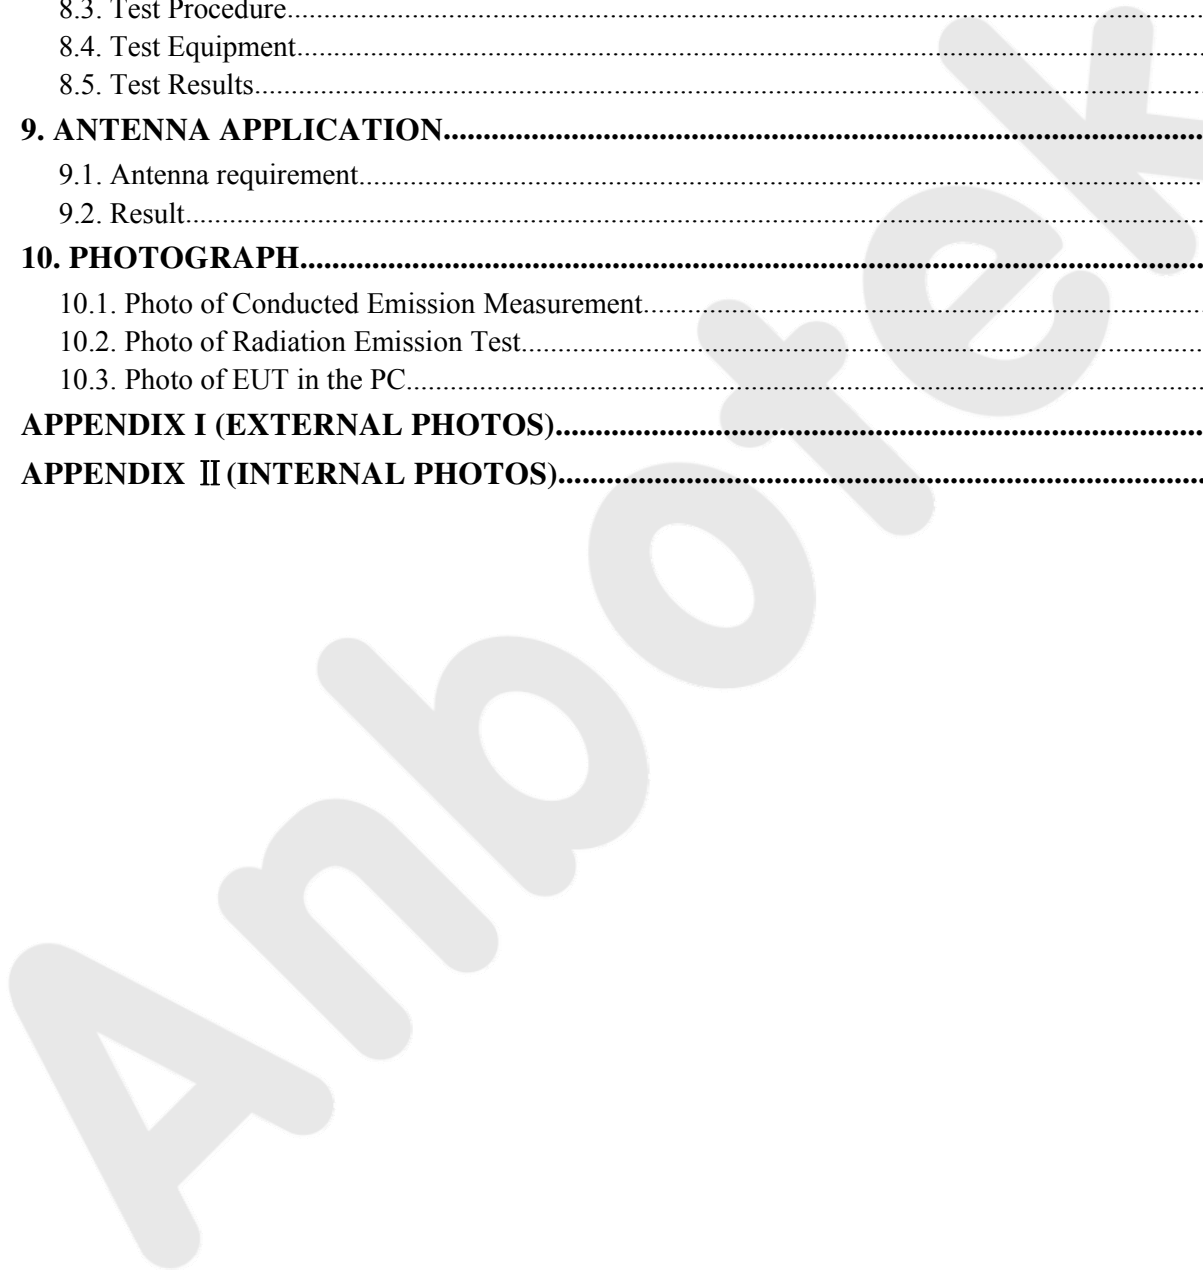 8.3. Test Procedure
8.4. Test Equipment
8.5. Test Results
9. ANTENNA APPLICATION
9.1. Antenna requirement
9.2. Result
10. PHOTOGRAPH
10.1. Photo of Conducted Emission Measurement
10.2. Photo of Radiation Emission Test
10.3. Photo of EUT in the PC
APPENDIX I (EXTERNAL PHOTOS)
APPENDIX Ⅱ (INTERNAL PHOTOS)
Anbotek